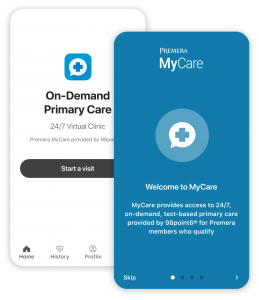 On-Demand
Primary Care
24/7 Virtual Clinic
Premera MyCare provided by 98poin
Start a visit
Home
History
Profile
PREMERA
MyCare
Welcome to MyCare
MyCare provides access to 24/7,
on-demand, text-based primary care
provided by 98point6® for Premera
members who qualify
Skip